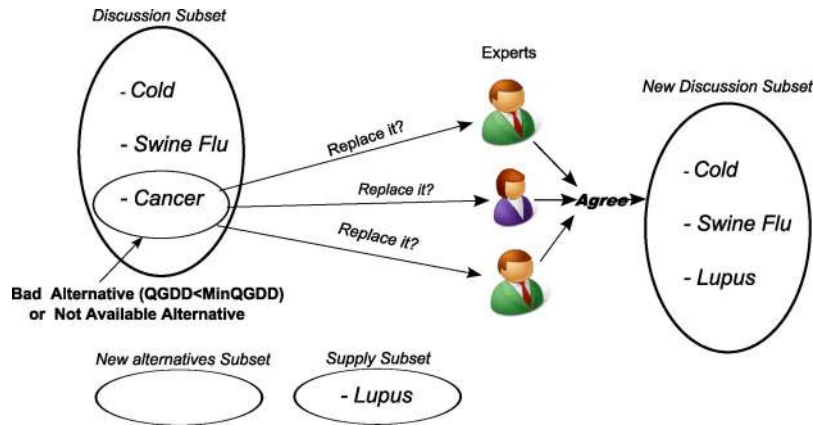 Discussion Subset
- Cold
- Swine Flu
- Cancer
Bad Alternative (QGDD<MinQGDD)
or Not Available Alternative
Replace it?
Replace it?
Replace it?
Experts
Agree
New Discussion Subset
- Cold
- Swine Flu
- Lupus
New alternatives Subset
Supply Subset
- Lupus